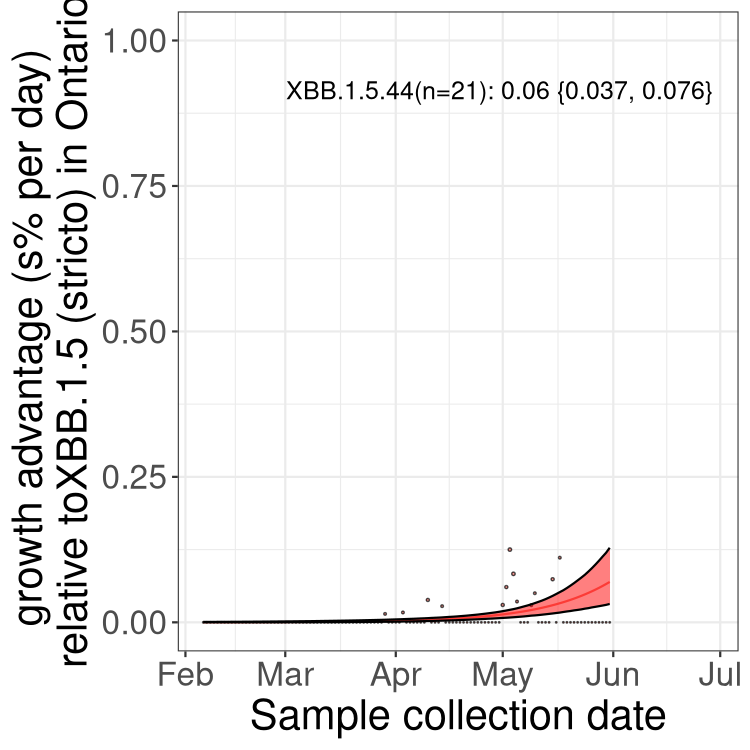 growth advantage (s% per day)
relative toXBB.1.5 (stricto) in Ontario
1.00
0.75
0.50
0.25
0.00
XBB.1.5.44(n=21): 0.06 {0.037, 0.076}
Feb Mar Apr May Jun Jul
Sample collection date